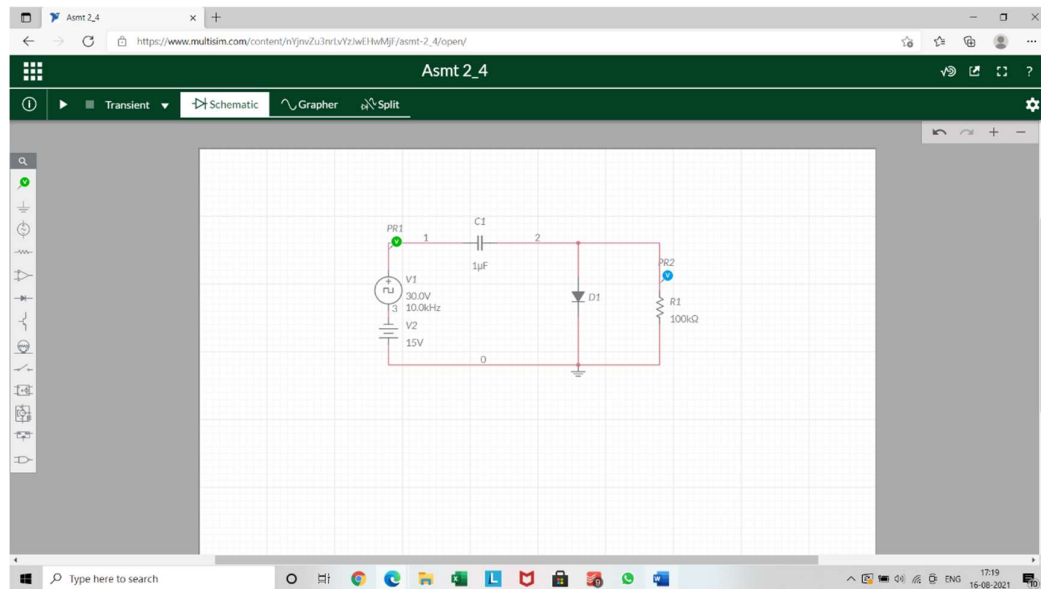 Asmt 2_4
https://www.multisim.com/content/nYjnvZu3nrLvYzJwEHwMjF/asmt-2_4/open/
Asmt 2_4
?
Transient
Schematic
Grapher
Split
PR1
1
C1
1µF
2
PR2
V
V
V1
30.0V
10.0kHz
3
V2
15V
D1
R1
100kΩ
0
Type here to search
ENG
17:19
16-08-2021